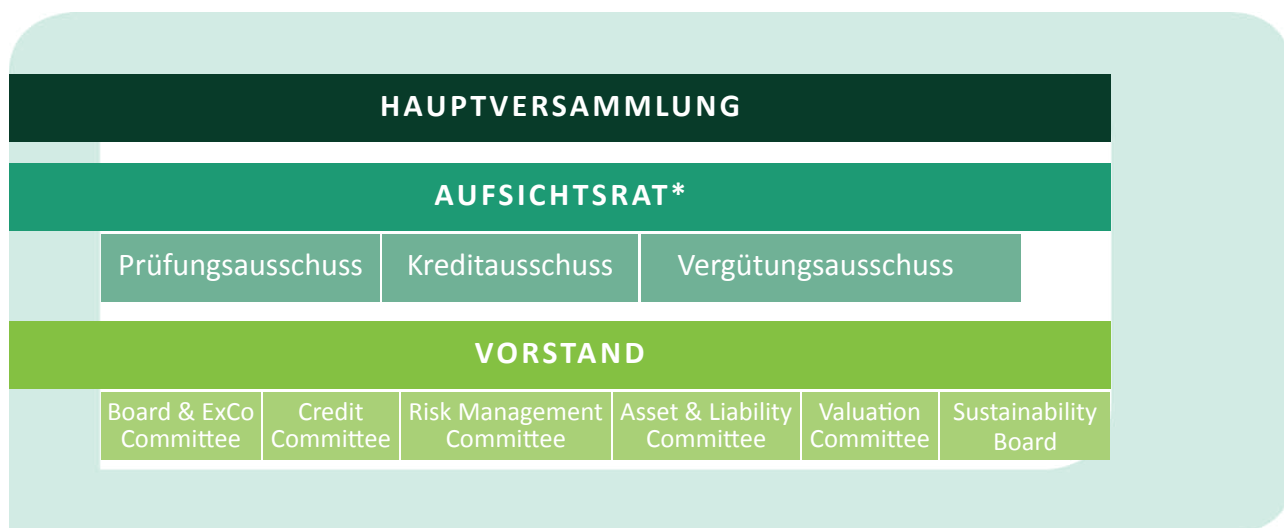 HAUPTVERSAMMLUNG
AUFSICHTSRAT*
Prüfungsausschuss Kreditausschuss Vergütungsausschuss
VORSTAND
Board & ExCo Credit Risk Management Asset & Liability Valuation Sustainability
Committee Committee Committee Committee Committee Board